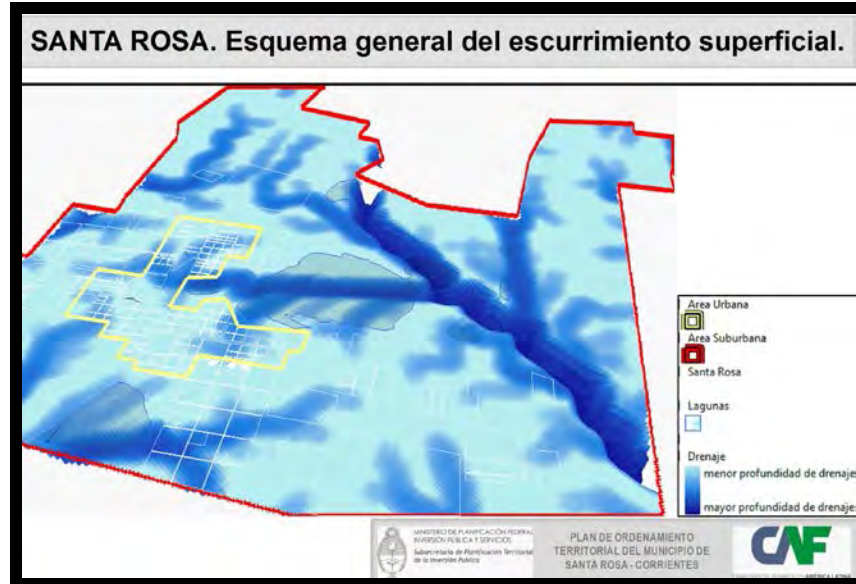 SANTA ROSA. Esquema general del escurrimiento superficial.
Area Urbana
Area Suburbana
Santa Rosa
Lagunas
Drenaje
menor profundidad de drenaje
mayor profundidad de drenaje
MINISTERIO DE PLANIFICACIÓN FEDERAL
INVERSIÓN PÚBLICA Y SERVICIOS
Subsecretaría de Planificación Territorial
de la Inversión Pública
PLAN DE ORDENAMIENTO
TERRITORIAL DEL MUNICIPIO DE
SANTA ROSA - CORRIENTES
CAF
AMÉRICA LATINA